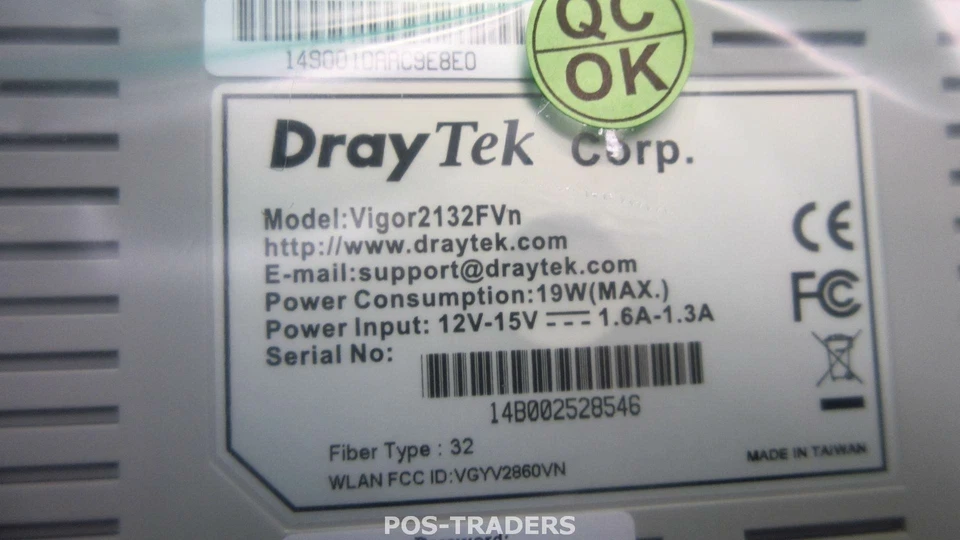 QC
OK
DrayTek Corp.
Model:Vigor2132FVn
http://www.draytek.com
E-mail:support@draytek.com
Power Consumption:19W(MAX.)
Power Input: 12V-15V 1.6A-1.3A
Serial No:
14B002528546
Fiber Type : 32
WLAN FCC ID:VGYV2860VN
CE
FC
MADE IN TAIWAN
POS-TRADERS